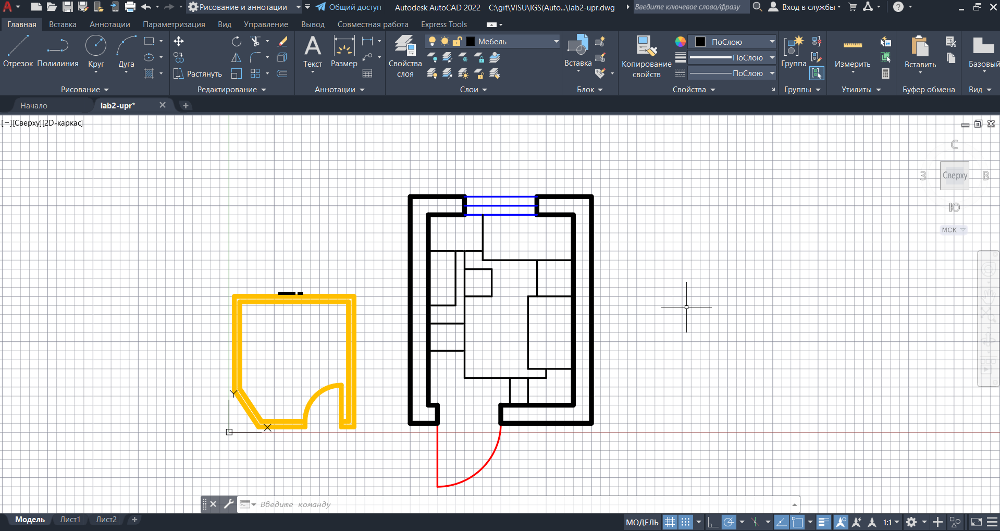 Рисование и аннотации
Общий доступ
Autodesk AutoCAD 2022
C:\git\VISU\IGS(Auto...\lab2-upr.dwg
Введите ключевое слово/фразу
Вход в службы
?
Главная
Вставка
Аннотации
Параметризация
Вид
Управление
Вывод
Совместная работа
Express Tools
Отрезок
Полилиния
Круг
Дуга
Рисование
Растянуть
Редактирование
Текст
Размер
Аннотации
Свойства
слоя
Мебель
Слои
Вставка
Блок
Копирование
свойств
ПоСлою
ПоСлою
ПоСлою
Свойства
Группа
Группы
Измерить
Утилиты
Вставить
Буфер обмена
Базовый
Вид
Начало
lab2-upr*
[−][Сверху][2D-каркас]
С
З
Сверху
В
Ю
МСК
Y
X
Введите команду
Модель
Лист1
Лист2
МОДЕЛЬ
1:1